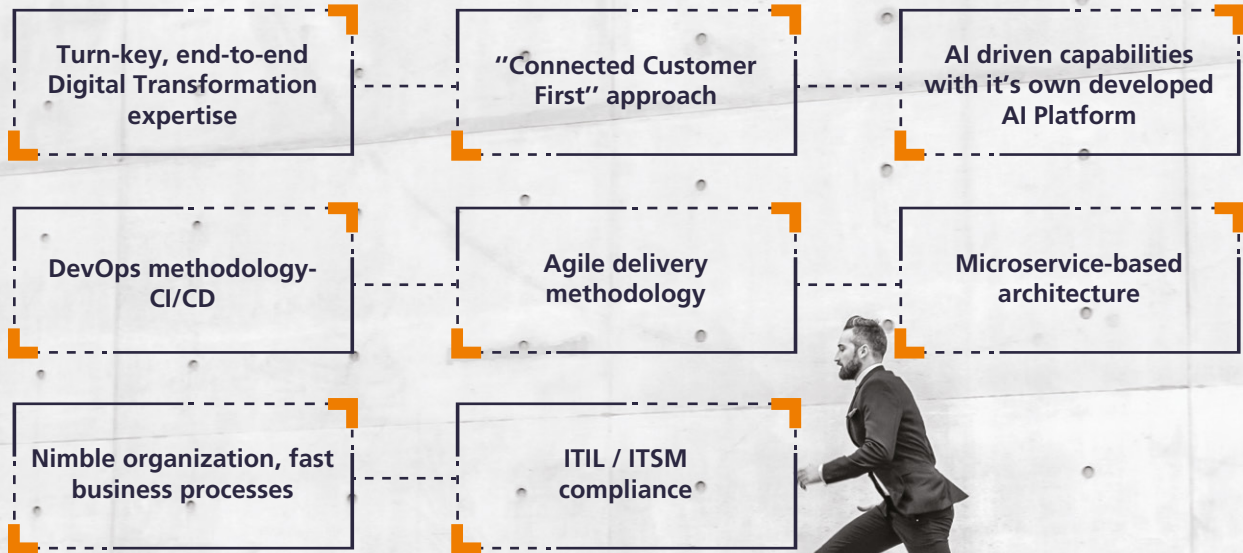 Turn-key, end-to-end
Digital Transformation
expertise
‘‘Connected Customer
First’’ approach
AI driven capabilities
with it’s own developed
AI Platform
DevOps methodology-
CI/CD
Agile delivery
methodology
Microservice-based
architecture
Nimble organization, fast
business processes
ITIL / ITSM
compliance